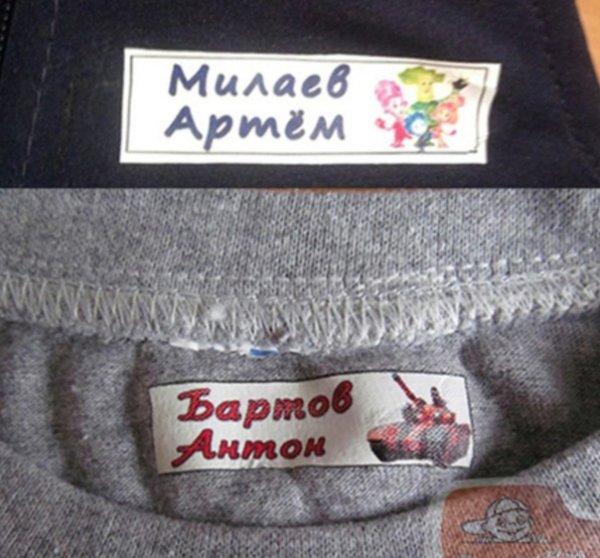 Милаев
Артём
Бартов
Антон